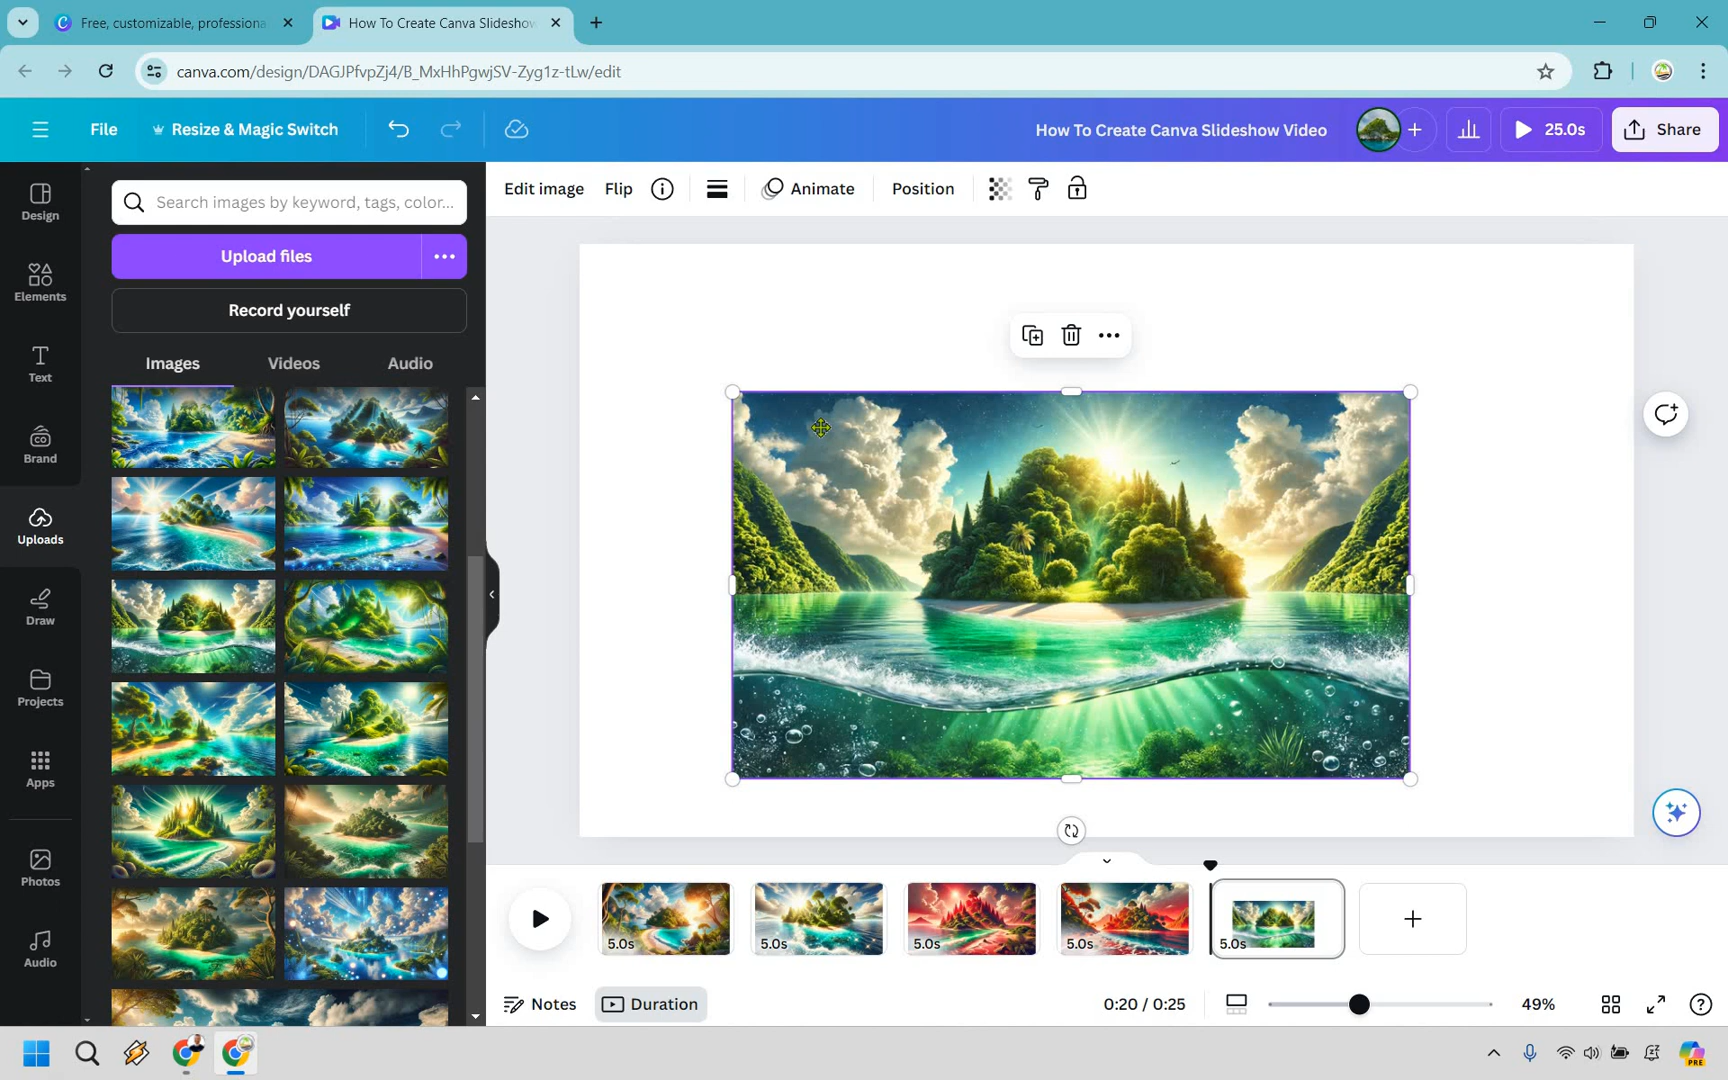 Free, customizable, professiona
How To Create Canva Slideshow
canva.com/design/DAGJPfvpZj4/B_MxHhPgwjSV-Zyg1z-tLw/edit
File
Resize & Magic Switch
How To Create Canva Slideshow Video
25.0s
Share
Design
Elements
Text
Brand
Uploads
Draw
Projects
Apps
Photos
Audio
Search images by keyword, tags, color...
Upload files
Record yourself
Images
Videos
Audio
Edit image
Flip
Animate
Position
5.0s
5.0s
5.0s
5.0s
5.0s
Notes
Duration
0:20 / 0:25
49%
PRE